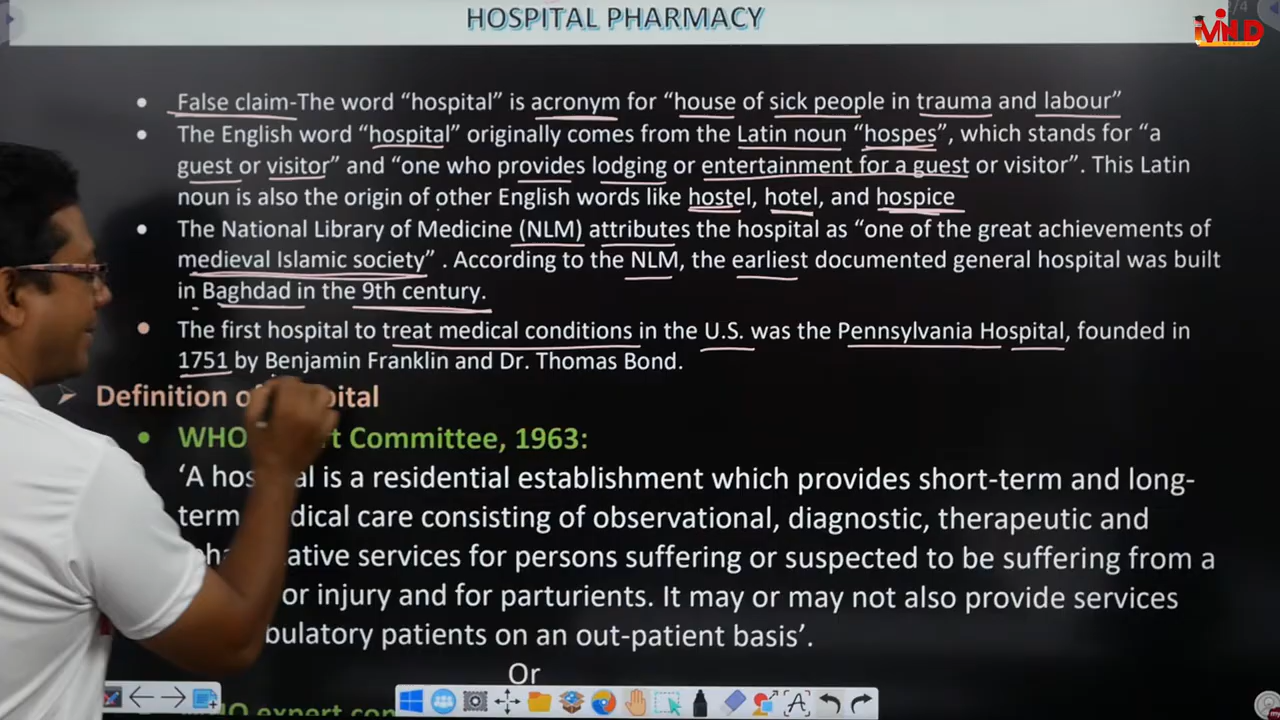 HOSPITAL PHARMACY
/4
MIND
• False claim-The word “hospital” is acronym for “house of sick people in trauma and labour”
• The English word “hospital” originally comes from the Latin noun “hospes”, which stands for “a
guest or visitor” and “one who provides lodging or entertainment for a guest or visitor”. This Latin
noun is also the origin of other English words like hostel, hotel, and hospice
• The National Library of Medicine (NLM) attributes the hospital as “one of the great achievements of
medieval Islamic society” . According to the NLM, the earliest documented general hospital was built
in Baghdad in the 9th century.
• The first hospital to treat medical conditions in the U.S. was the Pennsylvania Hospital, founded in
1751 by Benjamin Franklin and Dr. Thomas Bond.
➢ Definition o ital
• WHO t Committee, 1963:
‘A hos al is a residential establishment which provides short-term and long-
term dical care consisting of observational, diagnostic, therapeutic and
ha ative services for persons suffering or suspected to be suffering from a
or injury and for parturients. It may or may not also provide services
bulatory patients on an out-patient basis’.
Or
expert com